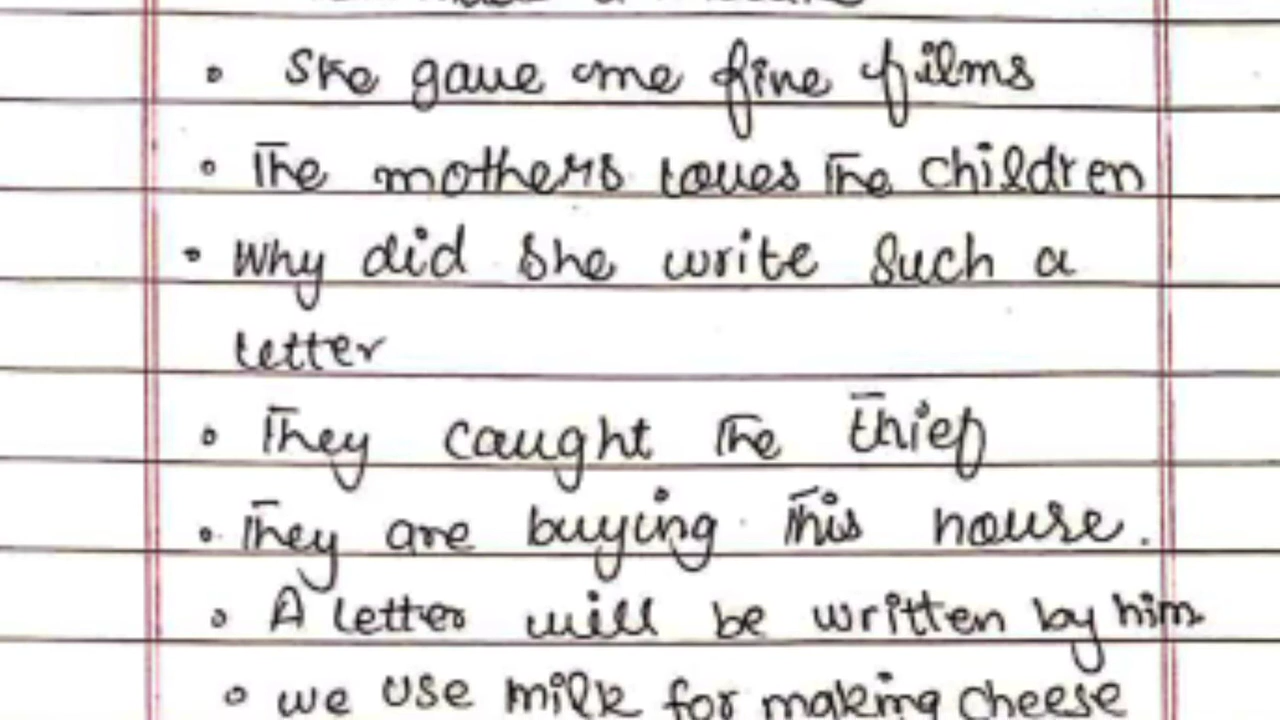 • She gave me fine films
• The mothers loves the children
• Why did she write such a
letter
• They caught the thief
• They are buying this house.
• A letter will be written by him
• we use milk for making cheese